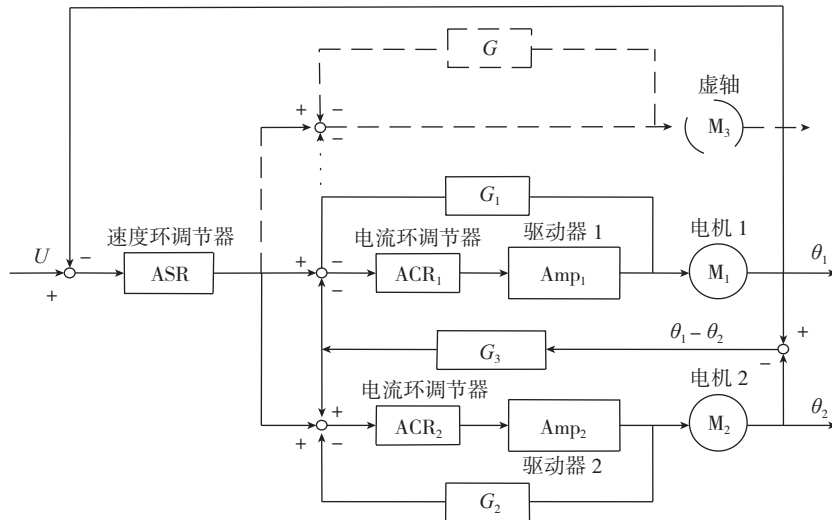 G
虚轴
+
−
−
M₃
G₁
速度环调节器
电流环调节器
驱动器 1
电机 1
U
−
+
ASR
+
−
−
ACR₁
Amp₁
M₁
θ₁
G₃
θ₁ − θ₂
+
−
电流环调节器
电机 2
+
+
−
ACR₂
Amp₂
M₂
θ₂
驱动器 2
G₂